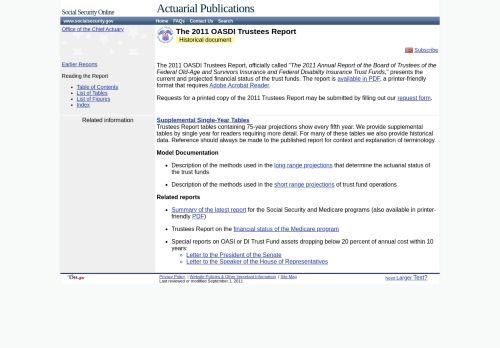 Social Security Online
Actuarial Publications
www.socialsecurity.gov
Home FAQs Contact Us Search
Office of the Chief Actuary
The 2011 OASDI Trustees Report
Historical document
Subscribe
Earlier Reports
Reading the Report
Table of Contents
List of Tables
List of Figures
Index
The 2011 OASDI Trustees Report, officially called "The 2011 Annual Report of the Board of Trustees of the
Federal Old-Age and Survivors Insurance and Federal Disability Insurance Trust Funds," presents the
current and projected financial status of the trust funds. The report is available in PDF, a printer-friendly
format that requires Adobe Acrobat Reader.
Requests for a printed copy of the 2011 Trustees Report may be submitted by filling out our request form.
Related information
Supplemental Single-Year Tables
Trustees Report tables containing 75-year projections show every fifth year. We provide supplemental
tables by single year for readers requiring more detail. For many of these tables we also provide historical
data. Reference should always be made to the published report for context and explanation of terminology.
Model Documentation
Description of the methods used in the long range projections that determine the actuarial status of
the trust funds
Description of the methods used in the short range projections of trust fund operations
Related reports
Summary of the latest report for the Social Security and Medicare programs (also available in printer-
friendly PDF)
Trustees Report on the financial status of the Medicare program
Special reports on OASI or DI Trust Fund assets dropping below 20 percent of annual cost within 10
years:
Letter to the President of the Senate
Letter to the Speaker of the House of Representatives
USA.gov
Privacy Policy | Website Policies & Other Important Information | Site Map
Last reviewed or modified September 1, 2011
Need Larger Text?